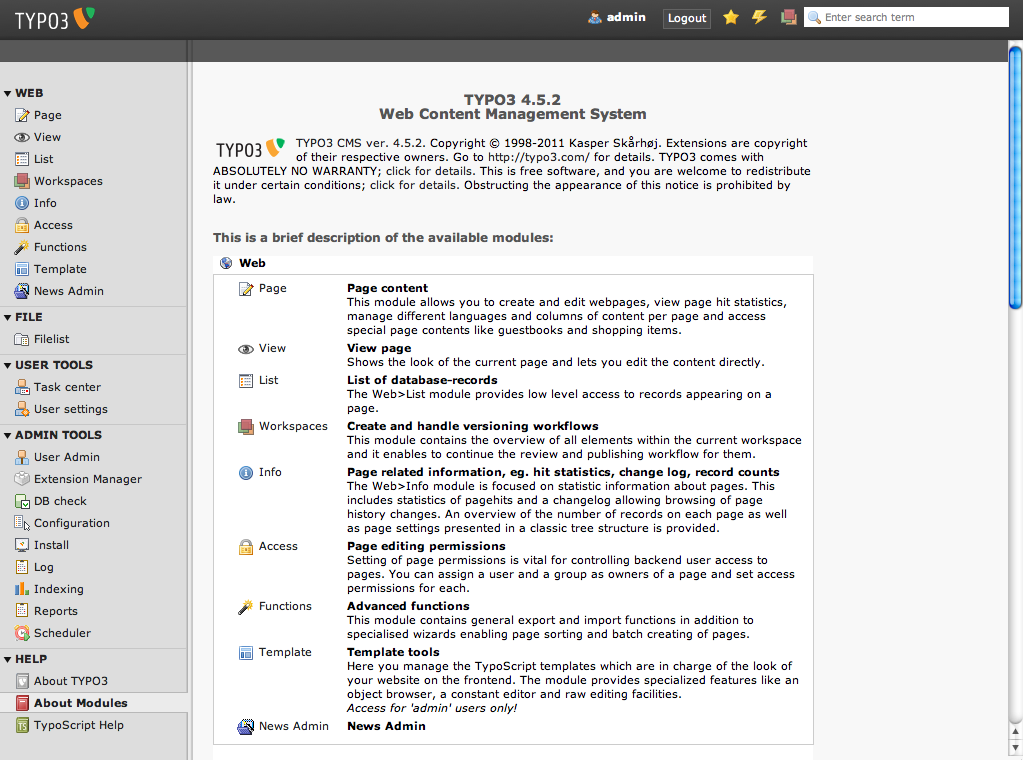 TYPO3
admin
Logout
Enter search term
WEB
Page
View
List
Workspaces
Info
Access
Functions
Template
News Admin
FILE
Filelist
USER TOOLS
Task center
User settings
ADMIN TOOLS
User Admin
Extension Manager
DB check
Configuration
Install
Log
Indexing
Reports
Scheduler
HELP
About TYPO3
About Modules
TypoScript Help
TYPO3 4.5.2
Web Content Management System
TYPO3
TYPO3 CMS ver. 4.5.2. Copyright © 1998-2011 Kasper Skårhøj. Extensions are copyright
of their respective owners. Go to http://typo3.com/ for details. TYPO3 comes with
ABSOLUTELY NO WARRANTY; click for details. This is free software, and you are welcome to redistribute
it under certain conditions; click for details. Obstructing the appearance of this notice is prohibited by
law.
This is a brief description of the available modules:
Web
Page
Page content
This module allows you to create and edit webpages, view page hit statistics,
manage different languages and columns of content per page and access
special page contents like guestbooks and shopping items.
View
View page
Shows the look of the current page and lets you edit the content directly.
List
List of database-records
The Web>List module provides low level access to records appearing on a
page.
Workspaces
Create and handle versioning workflows
This module contains the overview of all elements within the current workspace
and it enables to continue the review and publishing workflow for them.
Info
Page related information, eg. hit statistics, change log, record counts
The Web>Info module is focused on statistic information about pages. This
includes statistics of pagehits and a changelog allowing browsing of page
history changes. An overview of the number of records on each page as well
as page settings presented in a classic tree structure is provided.
Access
Page editing permissions
Setting of page permissions is vital for controlling backend user access to
pages. You can assign a user and a group as owners of a page and set access
permissions for each.
Functions
Advanced functions
This module contains general export and import functions in addition to
specialised wizards enabling page sorting and batch creating of pages.
Template
Template tools
Here you manage the TypoScript templates which are in charge of the look of
your website on the frontend. The module provides specialized features like an
object browser, a constant editor and raw editing facilities.
Access for 'admin' users only!
News Admin
News Admin